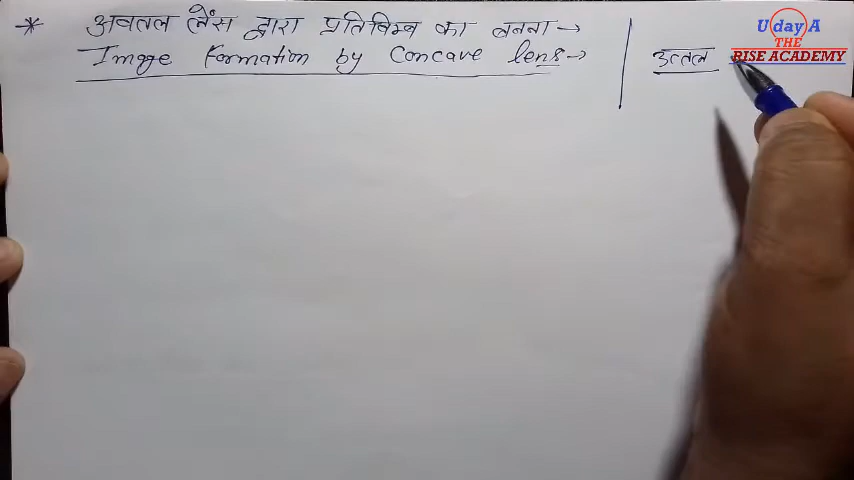 * अवतल लेंस द्वारा प्रतिबिम्ब का बनना →
Image Formation by Concave lens →
उत्तल
Uday A
THE
RISE ACADEMY